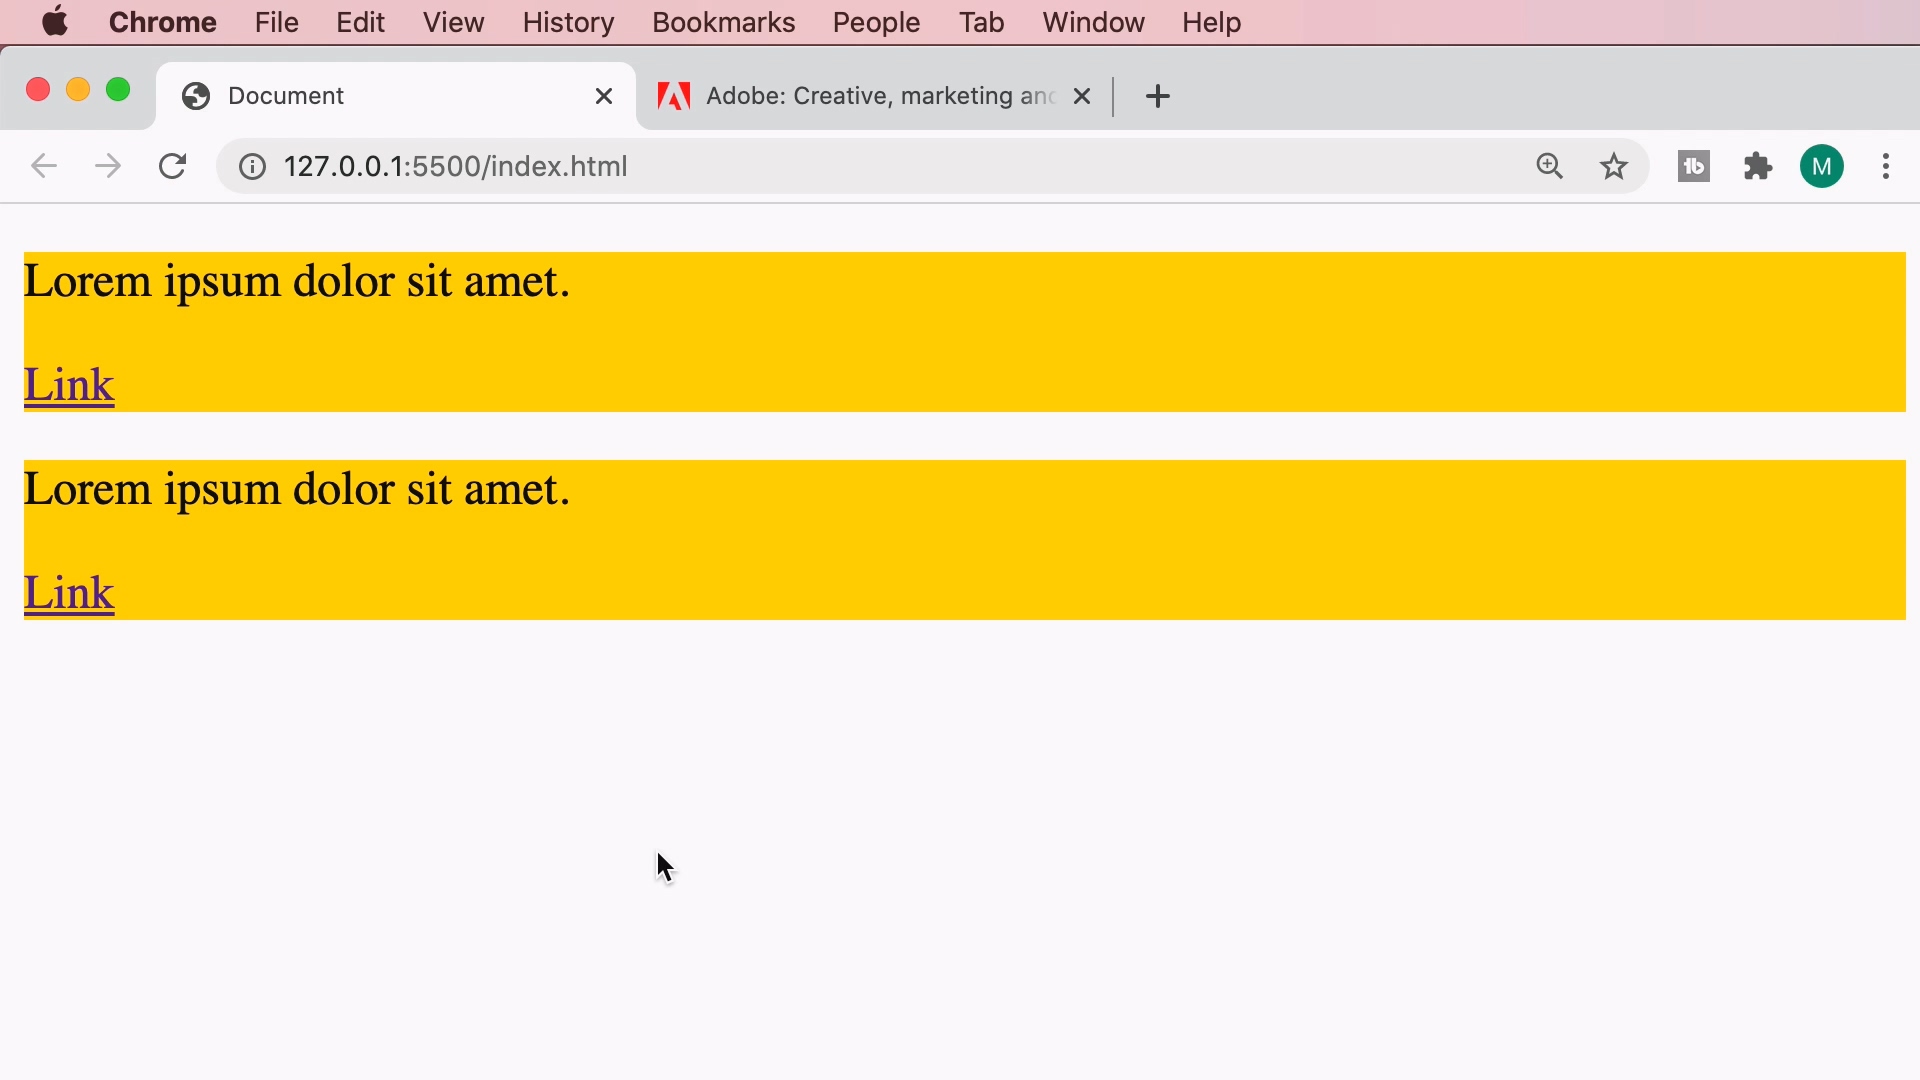 Chrome File Edit View History Bookmarks People Tab Window Help
Document
Adobe: Creative, marketing and
127.0.0.1:5500/index.html
M
Lorem ipsum dolor sit amet.
Link
Lorem ipsum dolor sit amet.
Link